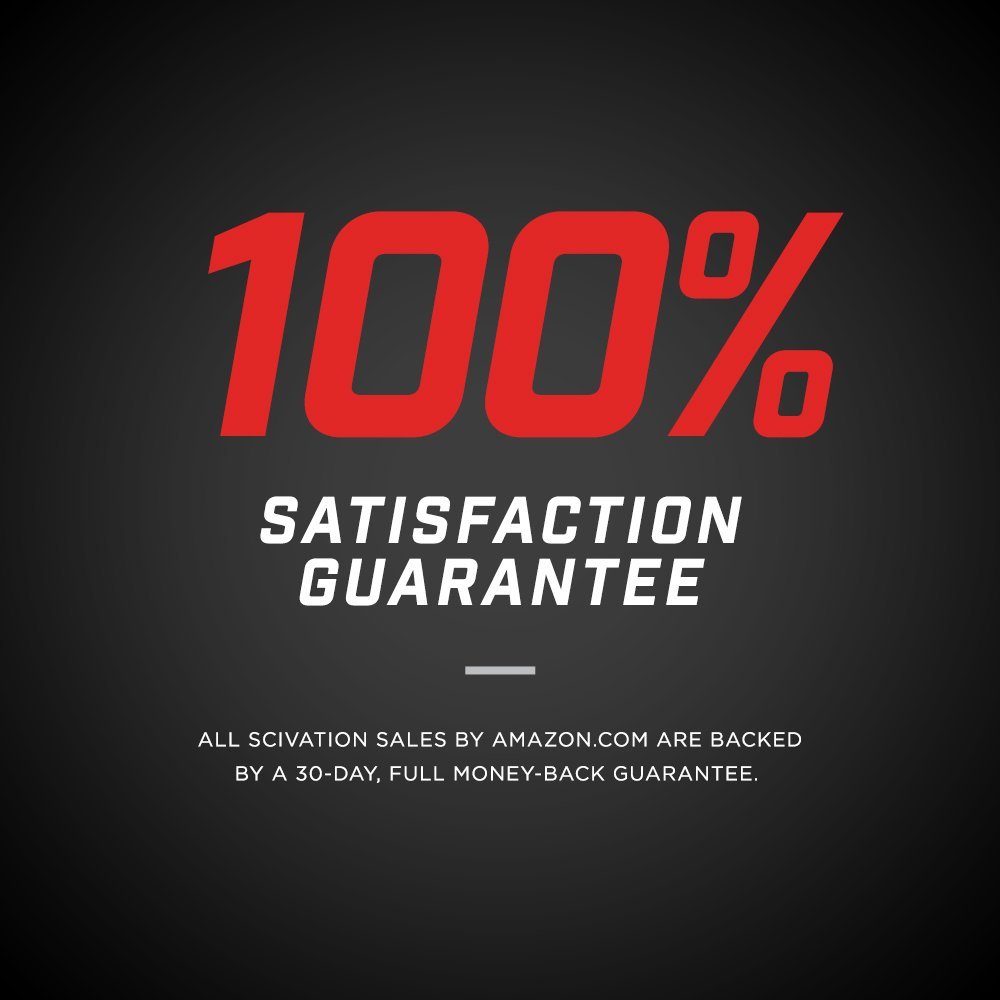 100%
SATISFACTION
GUARANTEE
ALL SCIVATION SALES BY AMAZON.COM ARE BACKED
BY A 30-DAY, FULL MONEY-BACK GUARANTEE.